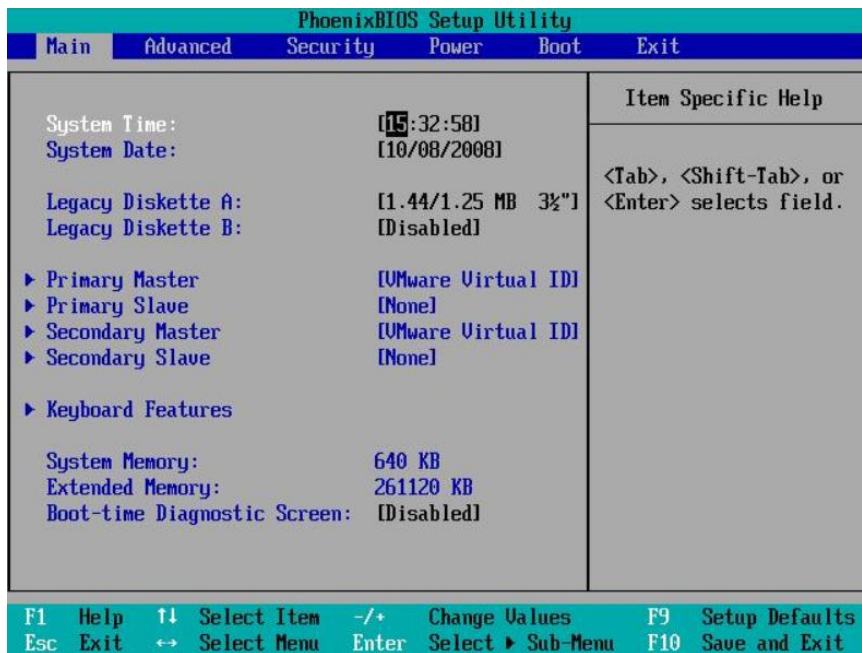 PhoenixBIOS Setup Utility
Main Advanced Security Power Boot Exit
Item Specific Help
System Time: [15:32:58]
System Date: [10/08/2008]
<Tab>, <Shift-Tab>, or
<Enter> selects field.
Legacy Diskette A: [1.44/1.25 MB 3½"]
Legacy Diskette B: [Disabled]
▶ Primary Master [VMware Virtual ID]
▶ Primary Slave [None]
▶ Secondary Master [VMware Virtual ID]
▶ Secondary Slave [None]
▶ Keyboard Features
System Memory: 640 KB
Extended Memory: 261120 KB
Boot-time Diagnostic Screen: [Disabled]
F1 Help ↑↓ Select Item -/+ Change Values F9 Setup Defaults
Esc Exit ↔ Select Menu Enter Select ▶ Sub-Menu F10 Save and Exit